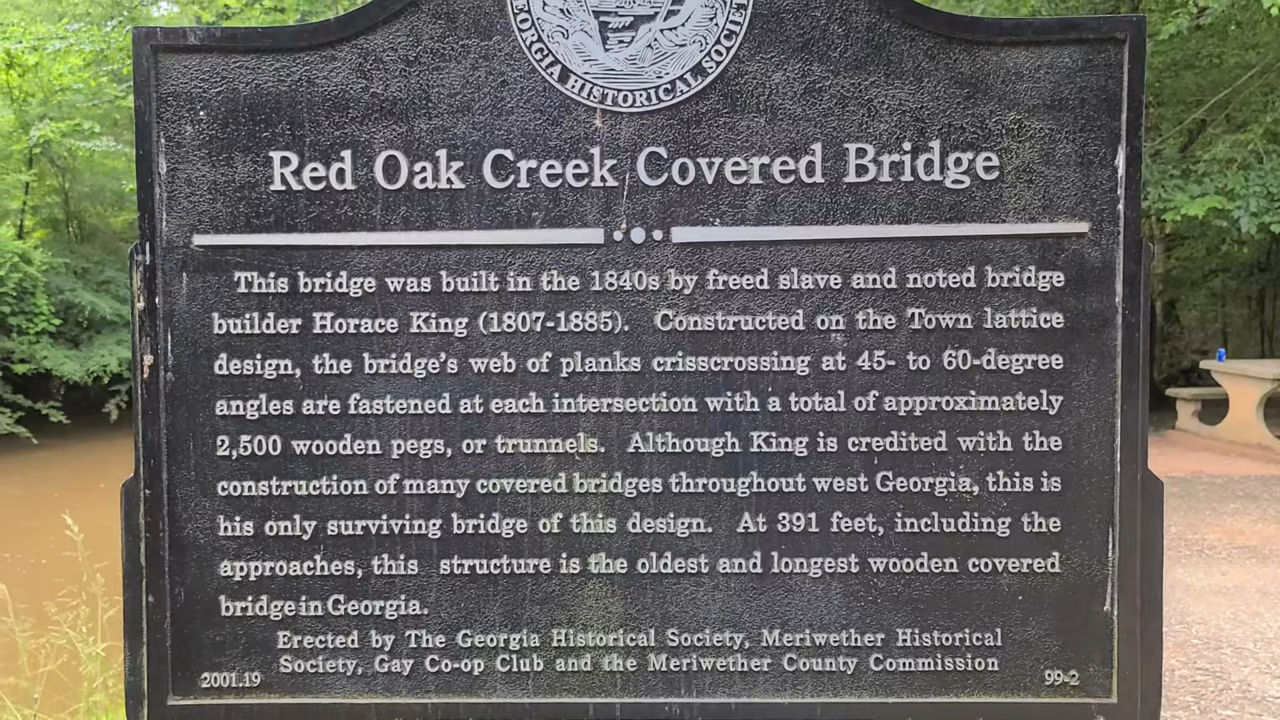 GEORGIA HISTORICAL SOCIETY
Red Oak Creek Covered Bridge
This bridge was built in the 1840s by freed slave and noted bridge
builder Horace King (1807-1885). Constructed on the Town lattice
design, the bridge's web of planks crisscrossing at 45- to 60-degree
angles are fastened at each intersection with a total of approximately
2,500 wooden pegs, or trunnels. Although King is credited with the
construction of many covered bridges throughout west Georgia, this is
his only surviving bridge of this design. At 391 feet, including the
approaches, this structure is the oldest and longest wooden covered
bridge in Georgia.
Erected by The Georgia Historical Society, Meriwether Historical
Society, Gay Co-op Club and the Meriwether County Commission
2001.19 99-2